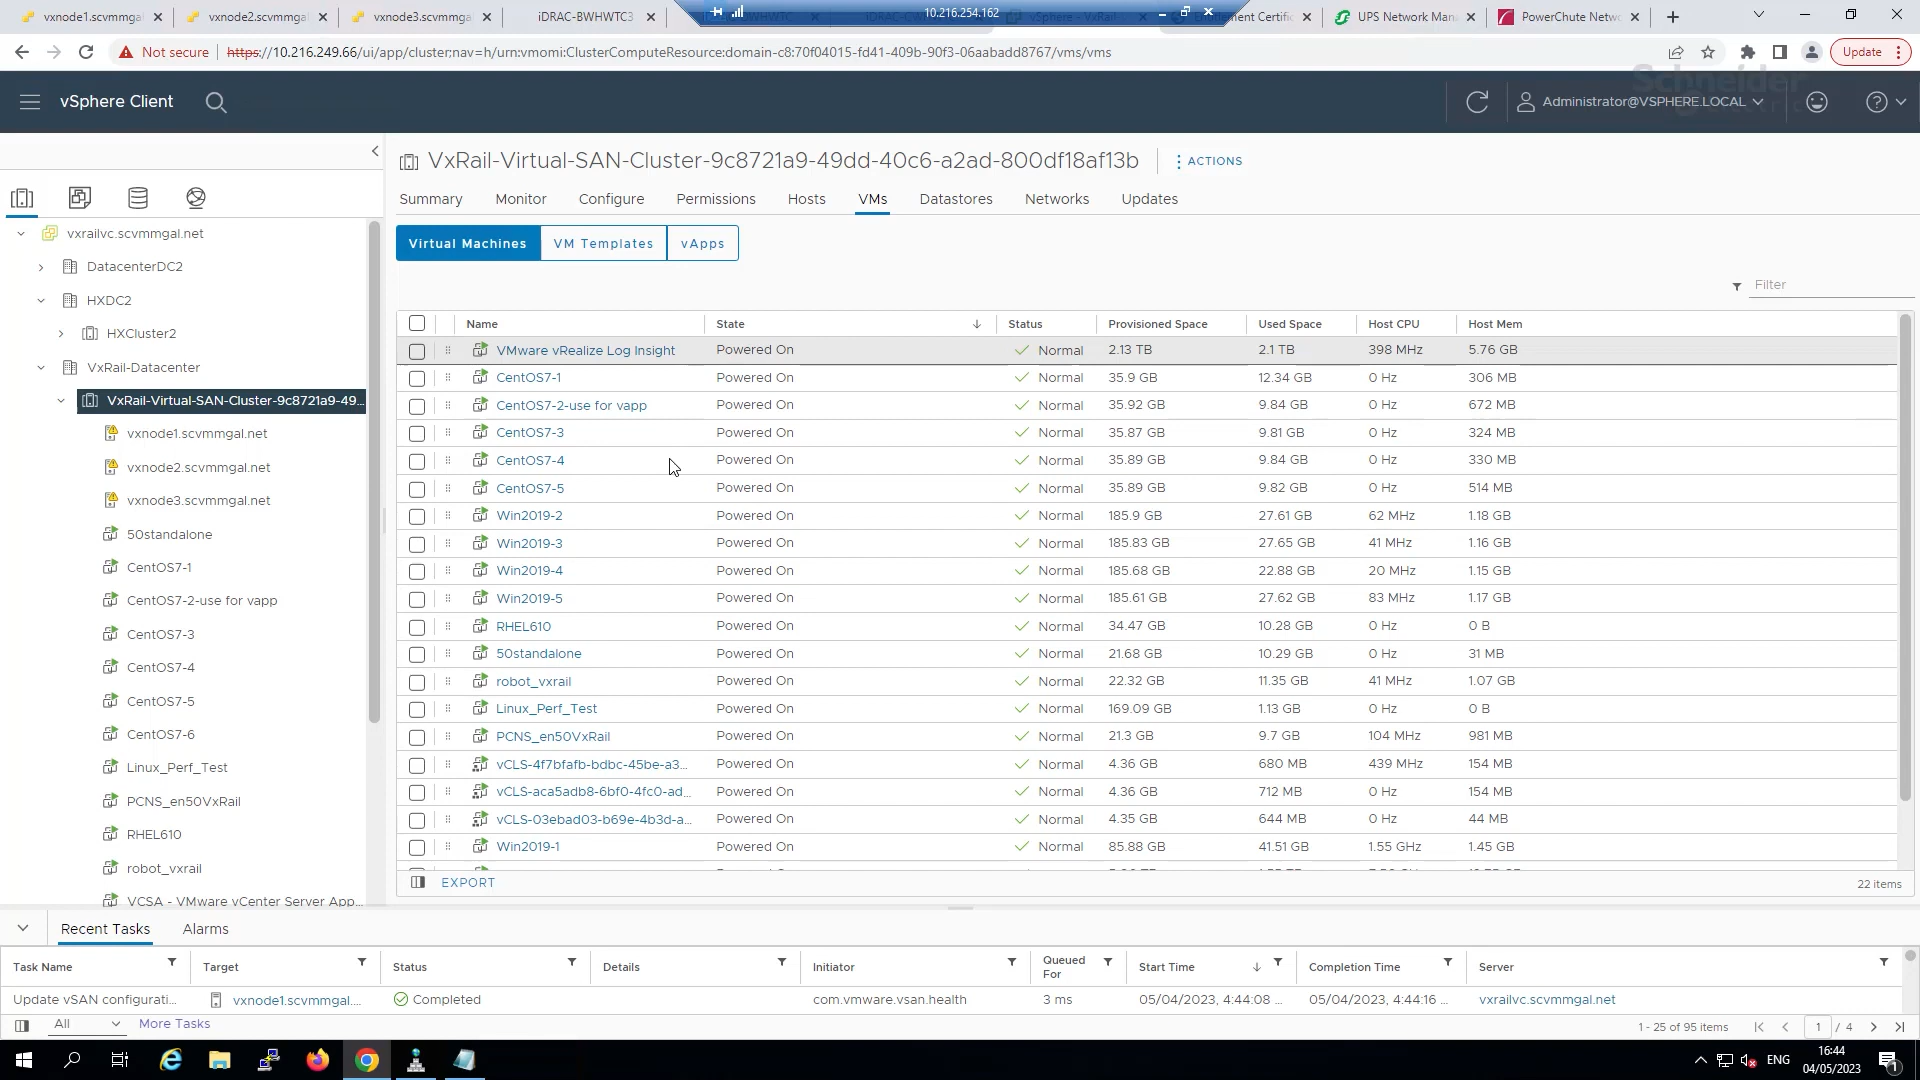 vxnode1.scvmmgal
vxnode2.scvmmgal
vxnode3.scvmmga
iDRAC-BWHWTC3
10.216.254.162
Entitlement Certific
UPS Network Man
PowerChute Netwo
Not secure
https://10.216.249.66/ui/app/cluster;nav=h/urn:vmomi:ClusterComputeResource:domain-c8:70f04015-fd41-409b-90f3-06aabadd8767/vms/vms
Update
Schneider
vSphere Client
Administrator@VSPHERE.LOCAL
VxRail-Virtual-SAN-Cluster-9c8721a9-49dd-40c6-a2ad-800df18af13b
ACTIONS
Summary Monitor Configure Permissions Hosts VMs Datastores Networks Updates
vxrailvc.scvmmgal.net
DatacenterDC2
HXDC2
HXCluster2
VxRail-Datacenter
VxRail-Virtual-SAN-Cluster-9c8721a9-49...
vxnode1.scvmmgal.net
vxnode2.scvmmgal.net
vxnode3.scvmmgal.net
50standalone
CentOS7-1
CentOS7-2-use for vapp
CentOS7-3
CentOS7-4
CentOS7-5
CentOS7-6
Linux_Perf_Test
PCNS_en50VxRail
RHEL610
robot_vxrail
VCSA - VMware vCenter Server App...
Virtual Machines VM Templates vApps
Filter
Name State Status Provisioned Space Used Space Host CPU Host Mem
VMware vRealize Log Insight Powered On Normal 2.13 TB 2.1 TB 398 MHz 5.76 GB
CentOS7-1 Powered On Normal 35.9 GB 12.34 GB 0 Hz 306 MB
CentOS7-2-use for vapp Powered On Normal 35.92 GB 9.84 GB 0 Hz 672 MB
CentOS7-3 Powered On Normal 35.87 GB 9.81 GB 0 Hz 324 MB
CentOS7-4 Powered On Normal 35.89 GB 9.84 GB 0 Hz 330 MB
CentOS7-5 Powered On Normal 35.89 GB 9.82 GB 0 Hz 514 MB
Win2019-2 Powered On Normal 185.9 GB 27.61 GB 62 MHz 1.18 GB
Win2019-3 Powered On Normal 185.83 GB 27.65 GB 41 MHz 1.16 GB
Win2019-4 Powered On Normal 185.68 GB 22.88 GB 20 MHz 1.15 GB
Win2019-5 Powered On Normal 185.61 GB 27.62 GB 83 MHz 1.17 GB
RHEL610 Powered On Normal 34.47 GB 10.28 GB 0 Hz 0 B
50standalone Powered On Normal 21.68 GB 10.29 GB 0 Hz 31 MB
robot_vxrail Powered On Normal 22.32 GB 11.35 GB 41 MHz 1.07 GB
Linux_Perf_Test Powered On Normal 169.09 GB 1.13 GB 0 Hz 0 B
PCNS_en50VxRail Powered On Normal 21.3 GB 9.7 GB 104 MHz 981 MB
vCLS-4f7bfafb-bdbc-45be-a3... Powered On Normal 4.36 GB 680 MB 439 MHz 154 MB
vCLS-aca5adb8-6bf0-4fc0-ad... Powered On Normal 4.36 GB 712 MB 0 Hz 154 MB
vCLS-03ebad03-b69e-4b3d-a... Powered On Normal 4.35 GB 644 MB 0 Hz 44 MB
Win2019-1 Powered On Normal 85.88 GB 41.51 GB 1.55 GHz 1.45 GB
EXPORT
22 items
Recent Tasks Alarms
Task Name Target Status Details Initiator Queued For Start Time Completion Time Server
Update vSAN configurati... vxnode1.scvmmgal.... Completed com.vmware.vsan.health 3 ms 05/04/2023, 4:44:08 ... 05/04/2023, 4:44:16 ... vxrailvc.scvmmgal.net
All More Tasks
1 - 25 of 95 items
1 / 4
ENG
16:44
04/05/2023
1